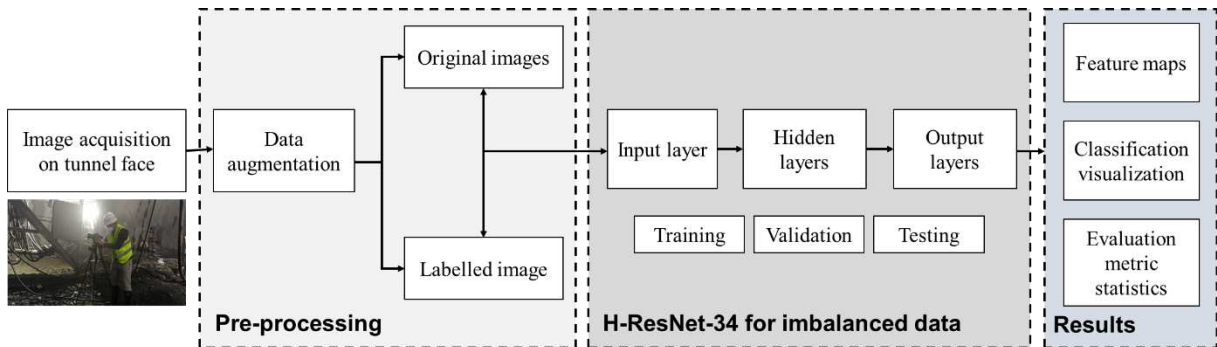 Image acquisition
on tunnel face
Data
augmentation
Original images
Labelled image
Pre-processing
Input layer
Hidden
layers
Output
layers
Training
Validation
Testing
H-ResNet-34 for imbalanced data
Feature maps
Classification
visualization
Evaluation
metric
statistics
Results